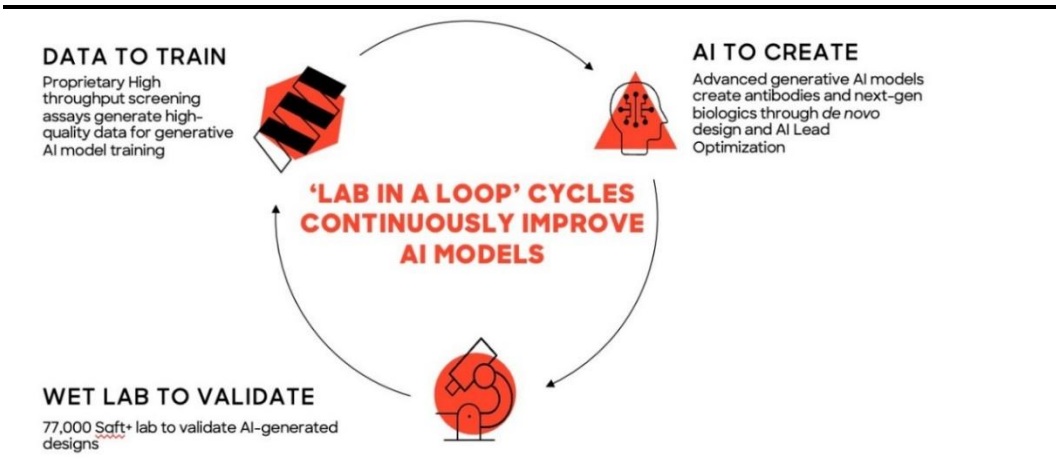 DATA TO TRAIN
Proprietary High
throughput screening
assays generate high-
quality data for generative
AI model training
AI TO CREATE
Advanced generative AI models
create antibodies and next-gen
biologics through de novo
design and AI Lead
Optimization
‘LAB IN A LOOP’ CYCLES
CONTINUOUSLY IMPROVE
AI MODELS
WET LAB TO VALIDATE
77,000 Sqft+ lab to validate AI-generated
designs